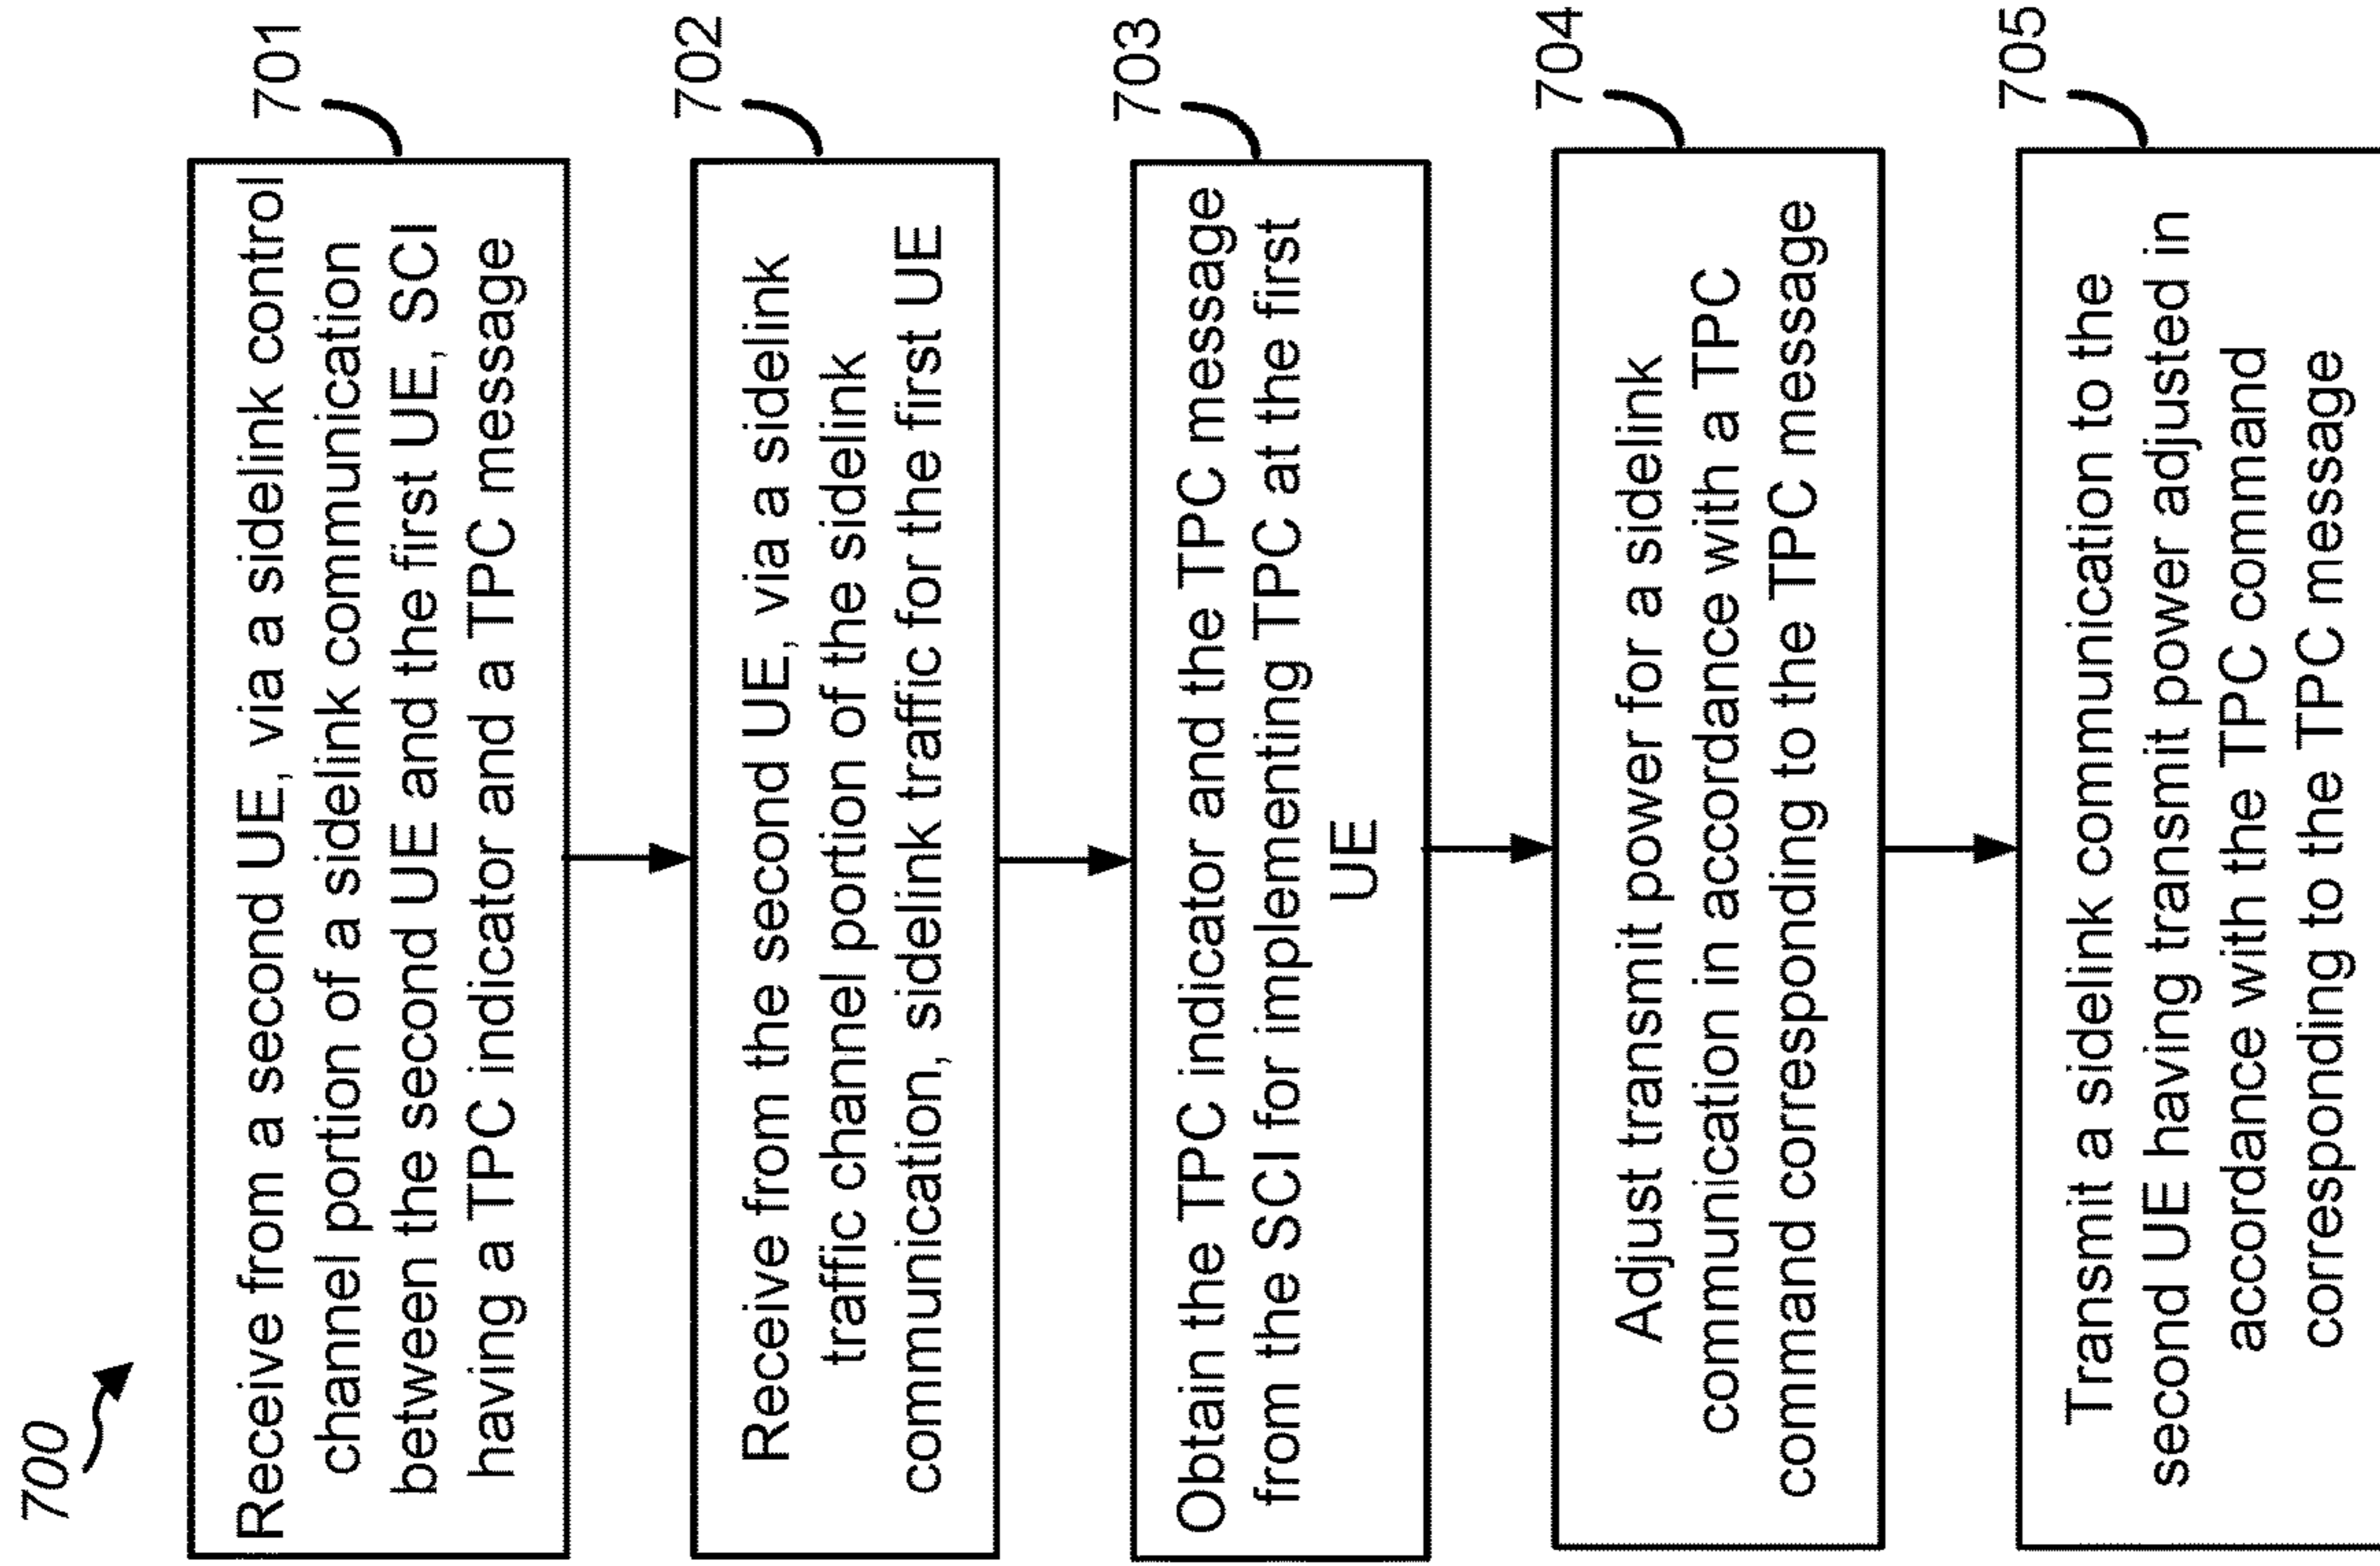 700
701
Receive from a second UE, via a sidelink control
channel portion of a sidelink communication
between the second UE and the first UE, SCI
having a TPC indicator and a TPC message
702
Receive from the second UE, via a sidelink
traffic channel portion of the sidelink
communication, sidelink traffic for the first UE
703
Obtain the TPC indicator and the TPC message
from the SCI for implementing TPC at the first
UE
704
Adjust transmit power for a sidelink
communication in accordance with a TPC
command corresponding to the TPC message
705
Transmit a sidelink communication to the
second UE having transmit power adjusted in
accordance with the TPC command
corresponding to the TPC message